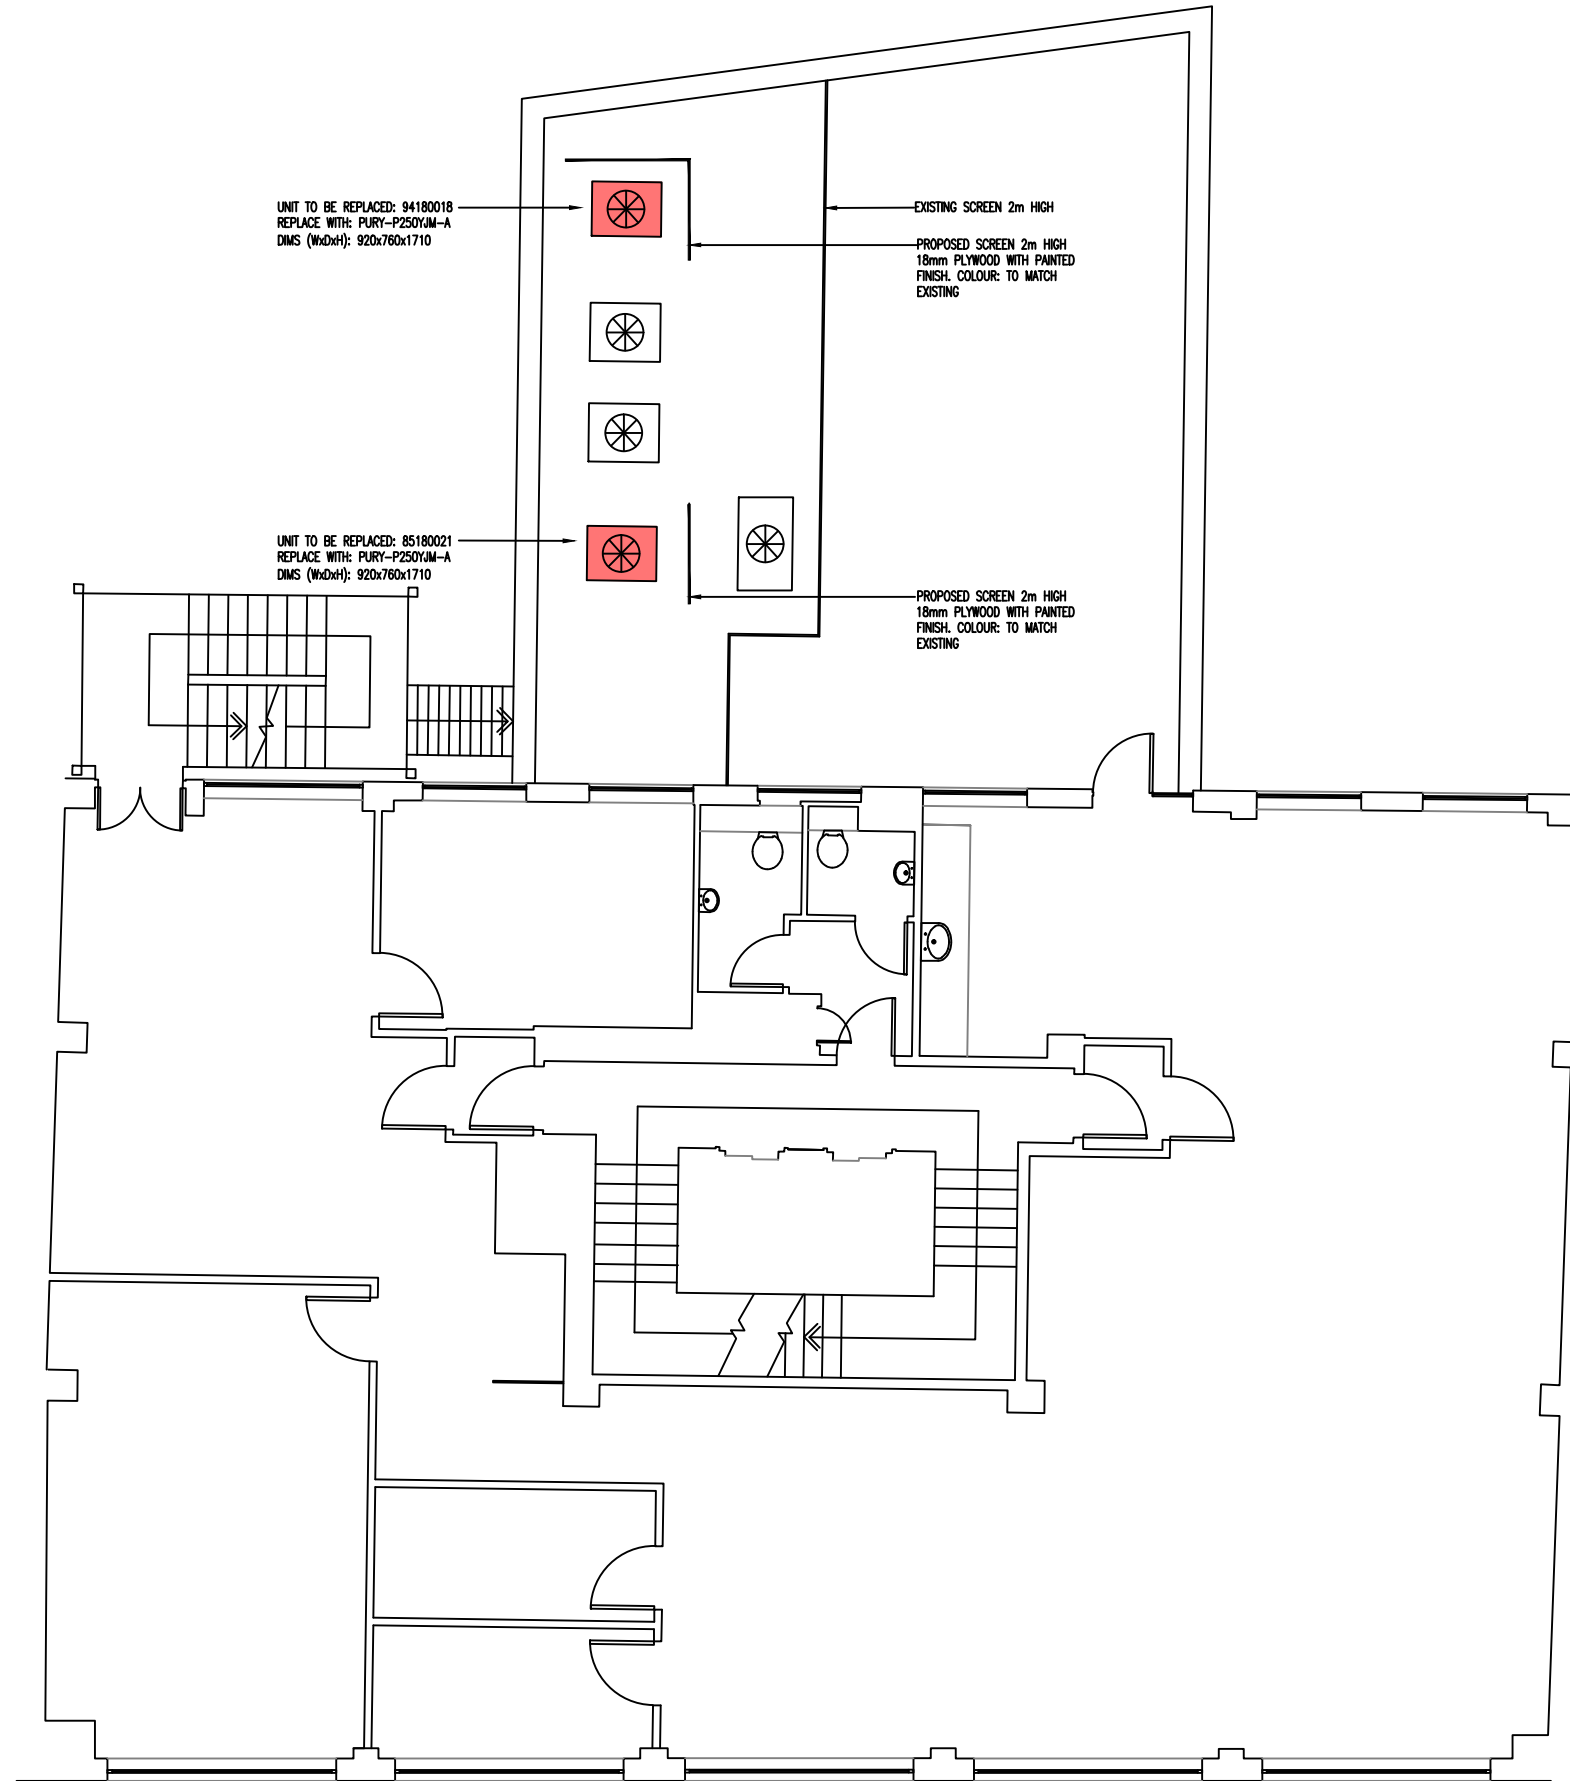 UNIT TO BE REPLACED: 94180018
REPLACE WITH: PURY-P250YJM-A
DIMS (WxDxH): 920x760x1710
EXISTING SCREEN 2m HIGH
PROPOSED SCREEN 2m HIGH
18mm PLYWOOD WITH PAINTED
FINISH. COLOUR: TO MATCH
EXISTING
UNIT TO BE REPLACED: 85180021
REPLACE WITH: PURY-P250YJM-A
DIMS (WxDxH): 920x760x1710
PROPOSED SCREEN 2m HIGH
18mm PLYWOOD WITH PAINTED
FINISH. COLOUR: TO MATCH
EXISTING